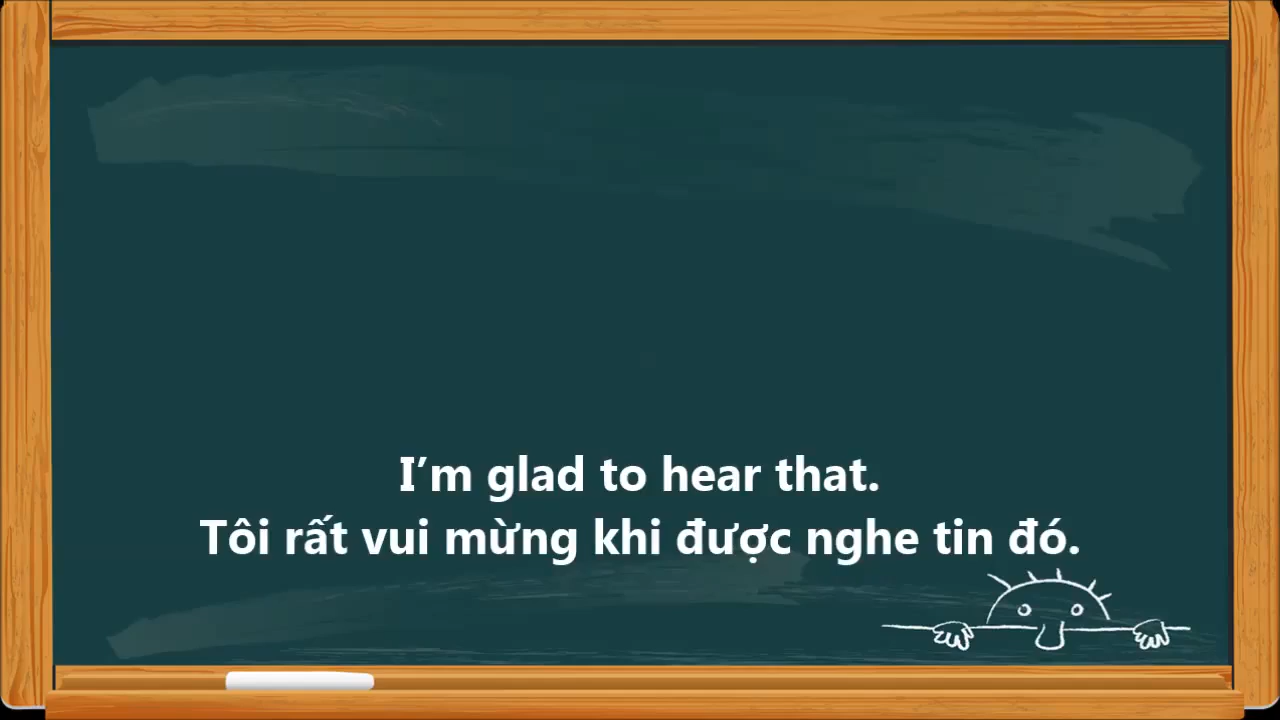 I’m glad to hear that.
Tôi rất vui mừng khi được nghe tin đó.